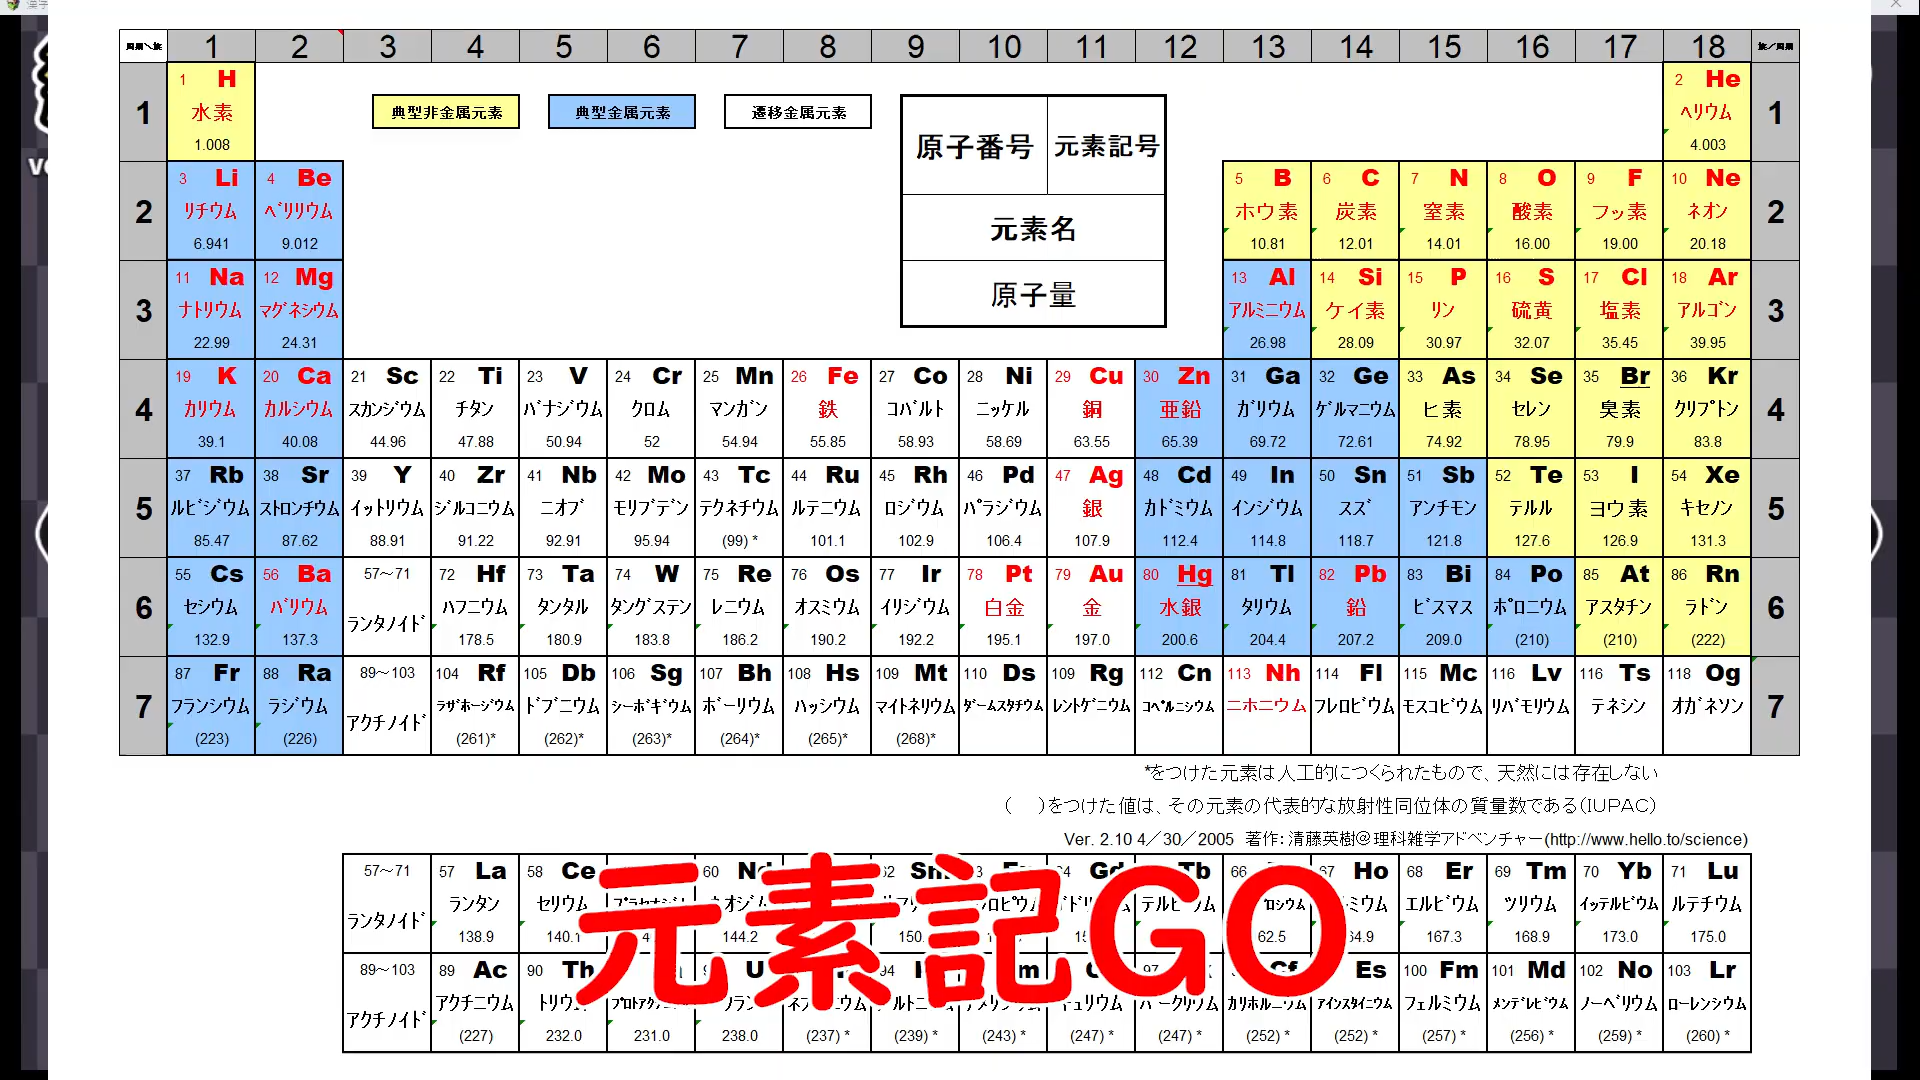 周期＼族 1 2 3 4 5 6 7 8 9 10 11 12 13 14 15 16 17 18 族／周期
1 1 H 2 He 1
水素 典型非金属元素 典型金属元素 遷移金属元素 原子番号 元素記号 ヘリウム
1.008 4.003
2 3 Li 4 Be 5 B 6 C 7 N 8 O 9 F 10 Ne 2
リチウム ベリリウム 元素名 ホウ素 炭素 窒素 酸素 フッ素 ネオン
6.941 9.012 10.81 12.01 14.01 16.00 19.00 20.18
3 11 Na 12 Mg 13 Al 14 Si 15 P 16 S 17 Cl 18 Ar 3
ナトリウム マグネシウム 原子量 アルミニウム ケイ素 リン 硫黄 塩素 アルゴン
22.99 24.31 26.98 28.09 30.97 32.07 35.45 39.95
4 19 K 20 Ca 21 Sc 22 Ti 23 V 24 Cr 25 Mn 26 Fe 27 Co 28 Ni 29 Cu 30 Zn 31 Ga 32 Ge 33 As 34 Se 35 Br 36 Kr 4
カリウム カルシウム スカンジウム チタン バナジウム クロム マンガン 鉄 コバルト ニッケル 銅 亜鉛 ガリウム ゲルマニウム ヒ素 セレン 臭素 クリプトン
39.1 40.08 44.96 47.88 50.94 52 54.94 55.85 58.93 58.69 63.55 65.39 69.72 72.61 74.92 78.95 79.9 83.8
5 37 Rb 38 Sr 39 Y 40 Zr 41 Nb 42 Mo 43 Tc 44 Ru 45 Rh 46 Pd 47 Ag 48 Cd 49 In 50 Sn 51 Sb 52 Te 53 I 54 Xe 5
ルビジウム ストロンチウム イットリウム ジルコニウム ニオブ モリブデン テクネチウム ルテニウム ロジウム パラジウム 銀 カドミウム インジウム スズ アンチモン テルル ヨウ素 キセノン
85.47 87.62 88.91 91.22 92.91 95.94 (99) * 101.1 102.9 106.4 107.9 112.4 114.8 118.7 121.8 127.6 126.9 131.3
6 55 Cs 56 Ba 57～71 72 Hf 73 Ta 74 W 75 Re 76 Os 77 Ir 78 Pt 79 Au 80 Hg 81 Tl 82 Pb 83 Bi 84 Po 85 At 86 Rn 6
セシウム バリウム ランタノイド ハフニウム タンタル タングステン レニウム オスミウム イリジウム 白金 金 水銀 タリウム 鉛 ビスマス ポロニウム アスタチン ラドン
132.9 137.3 178.5 180.9 183.8 186.2 190.2 192.2 195.1 197.0 200.6 204.4 207.2 209.0 (210) (210) (222)
7 87 Fr 88 Ra 89～103 104 Rf 105 Db 106 Sg 107 Bh 108 Hs 109 Mt 110 Ds 109 Rg 112 Cn 113 Nh 114 Fl 115 Mc 116 Lv 116 Ts 118 Og 7
フランシウム ラジウム アクチノイド ラザホージウム ドブニウム シーボギウム ボーリウム ハッシウム マイトネリウム ダームスタチウム レントゲニウム コペルニシウム ニホニウム フレロビウム モスコビウム リバモリウム テネシン オガネソン
(223) (226) (261)* (262)* (263)* (264)* (265)* (268)*
*をつけた元素は人工的につくられたもので、天然には存在しない
（　）をつけた値は、その元素の代表的な放射性同位体の質量数である(IUPAC)
Ver. 2.10 4／30／2005 著作：清藤英樹＠理科雑学アドベンチャー(http://www.hello.to/science)
57～71 57 La 58 Ce 60 67 Ho 68 Er 69 Tm 70 Yb 71 Lu
ランタノイド ランタン セリウム エルビウム ツリウム イッテルビウム ルテチウム
138.9 144.2 167.3 168.9 173.0 175.0
元素記GO
89～103 89 Ac 90 Th U Es 100 Fm 101 Md 102 No 103 Lr
アクチノイド アクチニウム カリホルニウム アインスタイニウム フェルミウム メンデレビウム ノーベリウム ローレンシウム
(227) 232.0 231.0 238.0 (237) * (239) * (243) * (247) * (247) * (252) * (252) * (257) * (256) * (259) * (260) *